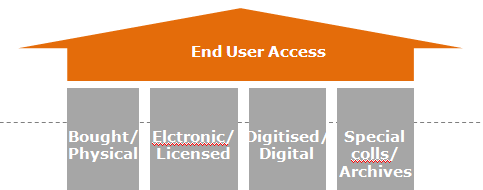 End User Access
Bought/
Physical
Elctronic/
Licensed
Digitised/
Digital
Special
colls/
Archives